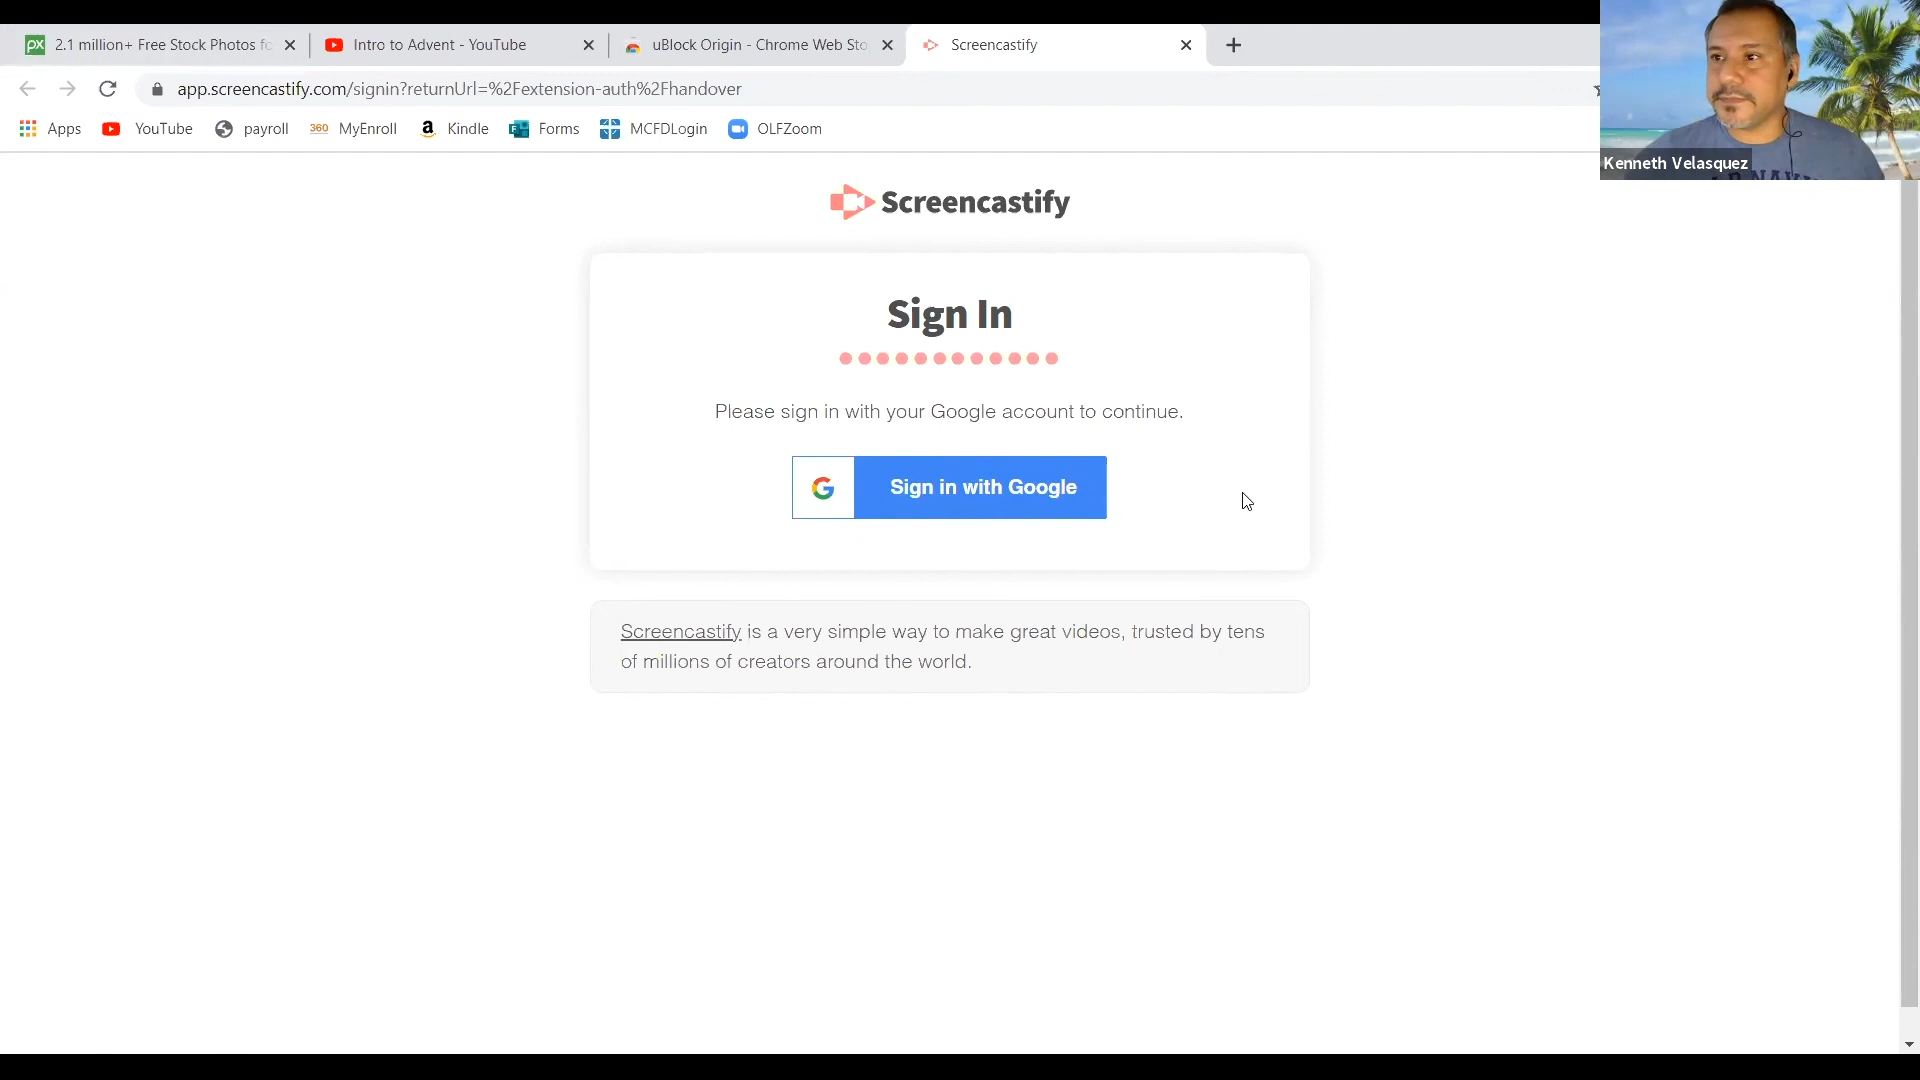 2.1 million+ Free Stock Photos fo
Intro to Advent - YouTube
uBlock Origin - Chrome Web Sto
Screencastify
app.screencastify.com/signin?returnUrl=%2Fextension-auth%2Fhandover
Apps
YouTube
payroll
MyEnroll
Kindle
Forms
MCFDLogin
OLFZoom
Kenneth Velasquez
Screencastify
Sign In
Please sign in with your Google account to continue.
Sign in with Google
Screencastify is a very simple way to make great videos, trusted by tens
of millions of creators around the world.